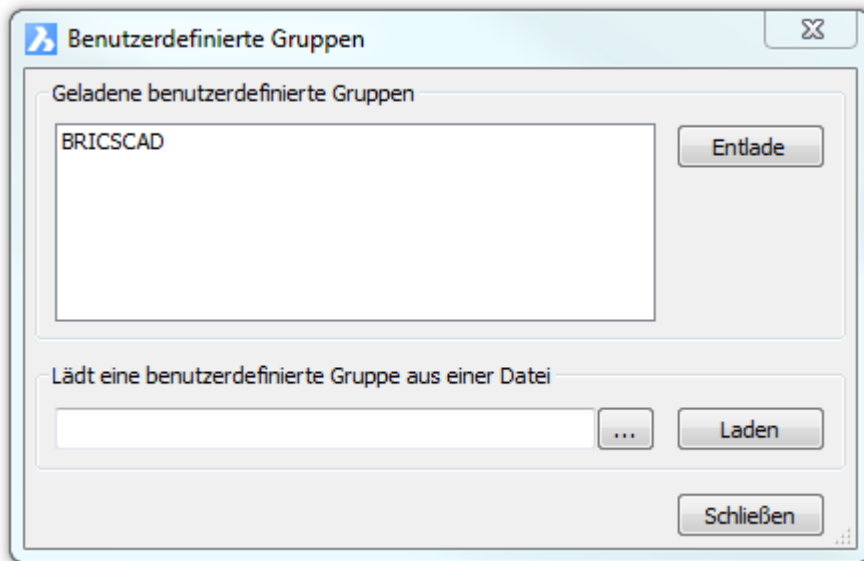 Benutzerdefinierte Gruppen
Geladene benutzerdefinierte Gruppen
BRICSCAD
Entlade
Lädt eine benutzerdefinierte Gruppe aus einer Datei
...
Laden
Schließen